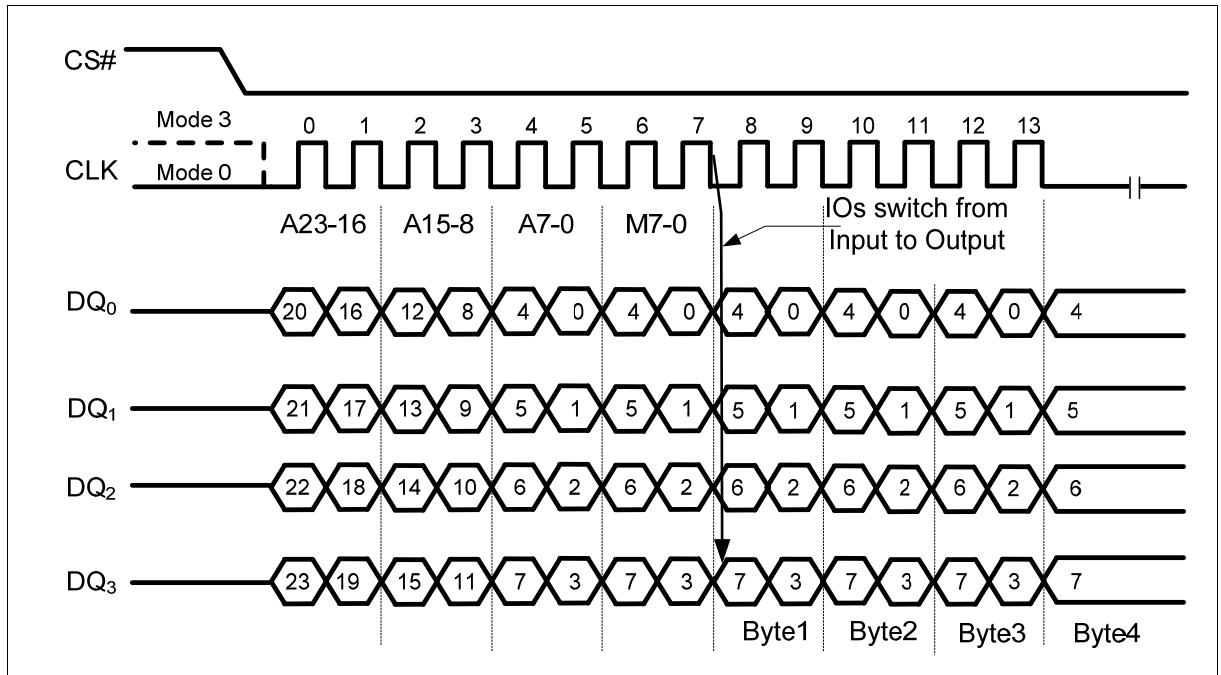 CS#
Mode 3
0 1 2 3 4 5 6 7 8 9 10 11 12 13
CLK
Mode 0
A23-16 A15-8 A7-0 M7-0
IOs switch from
Input to Output
DQ0 20 16 12 8 4 0 4 0 4 0 4 0 4 0 4
DQ1 21 17 13 9 5 1 5 1 5 1 5 1 5 1 5
DQ2 22 18 14 10 6 2 6 2 6 2 6 2 6 2 6
DQ3 23 19 15 11 7 3 7 3 7 3 7 3 7 3 7
Byte1 Byte2 Byte3 Byte4